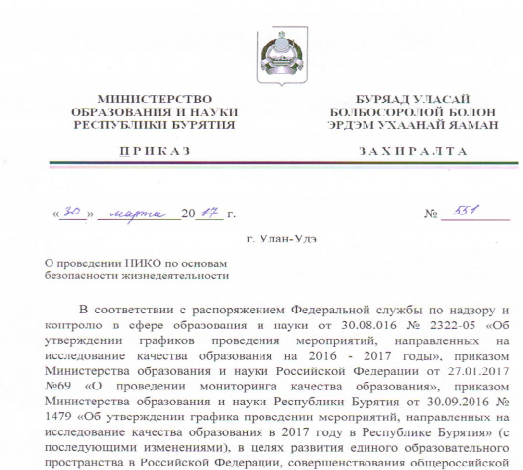 МИНИСТЕРСТВО
ОБРАЗОВАНИЯ И НАУКИ
РЕСПУБЛИКИ БУРЯТИЯ
БУРЯАД УЛАСАЙ
БОЛБОСОРОЛОЙ БОЛОН
ЭРДЭМ УХААНАЙ ЯАМАН
ПРИКАЗ
ЗАХИРАЛТА
«30» марта 2017 г.
№ 551
г. Улан-Удэ
О проведении НИКО по основам
безопасности жизнедеятельности
В соответствии с распоряжением Федеральной службы по надзору и
контролю в сфере образования и науки от 30.08.016 № 2322-05 «Об
утверждении графиков проведения мероприятий, направленных на
исследование качества образования на 2016 - 2017 годы», приказом
Министерства образования и науки Российской Федерации от 27.01.2017
№69 «О проведении мониторинга качества образования», приказом
Министерства образования и науки Республики Бурятия от 30.09.2016 №
1479 «Об утверждении графика проведении мероприятий, направленных на
исследование качества образования в 2017 году в Республике Бурятия» (с
последующими изменениями), в целях развития единого образовательного
пространства в Российской Федерации, совершенствования общероссийской